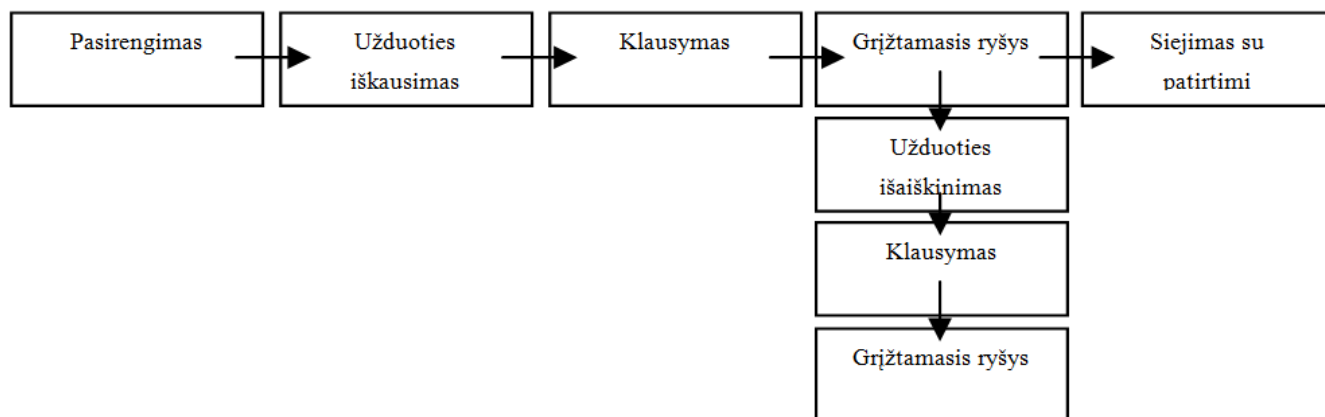 Pasirengimas
Užduoties
iškausimas
Klausymas
Grįžtamasis ryšys
Siejimas su
patirtimi
Užduoties
išaiškinimas
Klausymas
Grįžtamasis ryšys